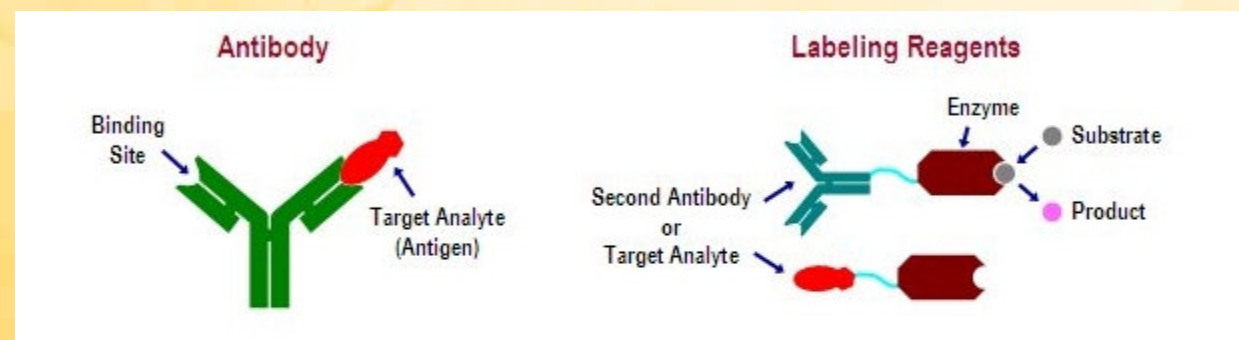 Antibody
Binding
Site
Target Analyte
(Antigen)
Labeling Reagents
Enzyme
Substrate
Second Antibody
or
Target Analyte
Product